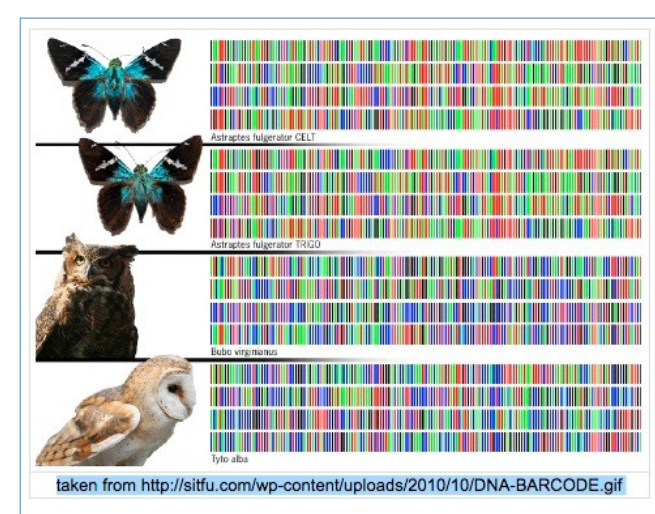 Astraptes fulgerator CELT
Astraptes fulgerator TRIGO
Bubo virginianus
Tyto alba
taken from http://sitfu.com/wp-content/uploads/2010/10/DNA-BARCODE.gif